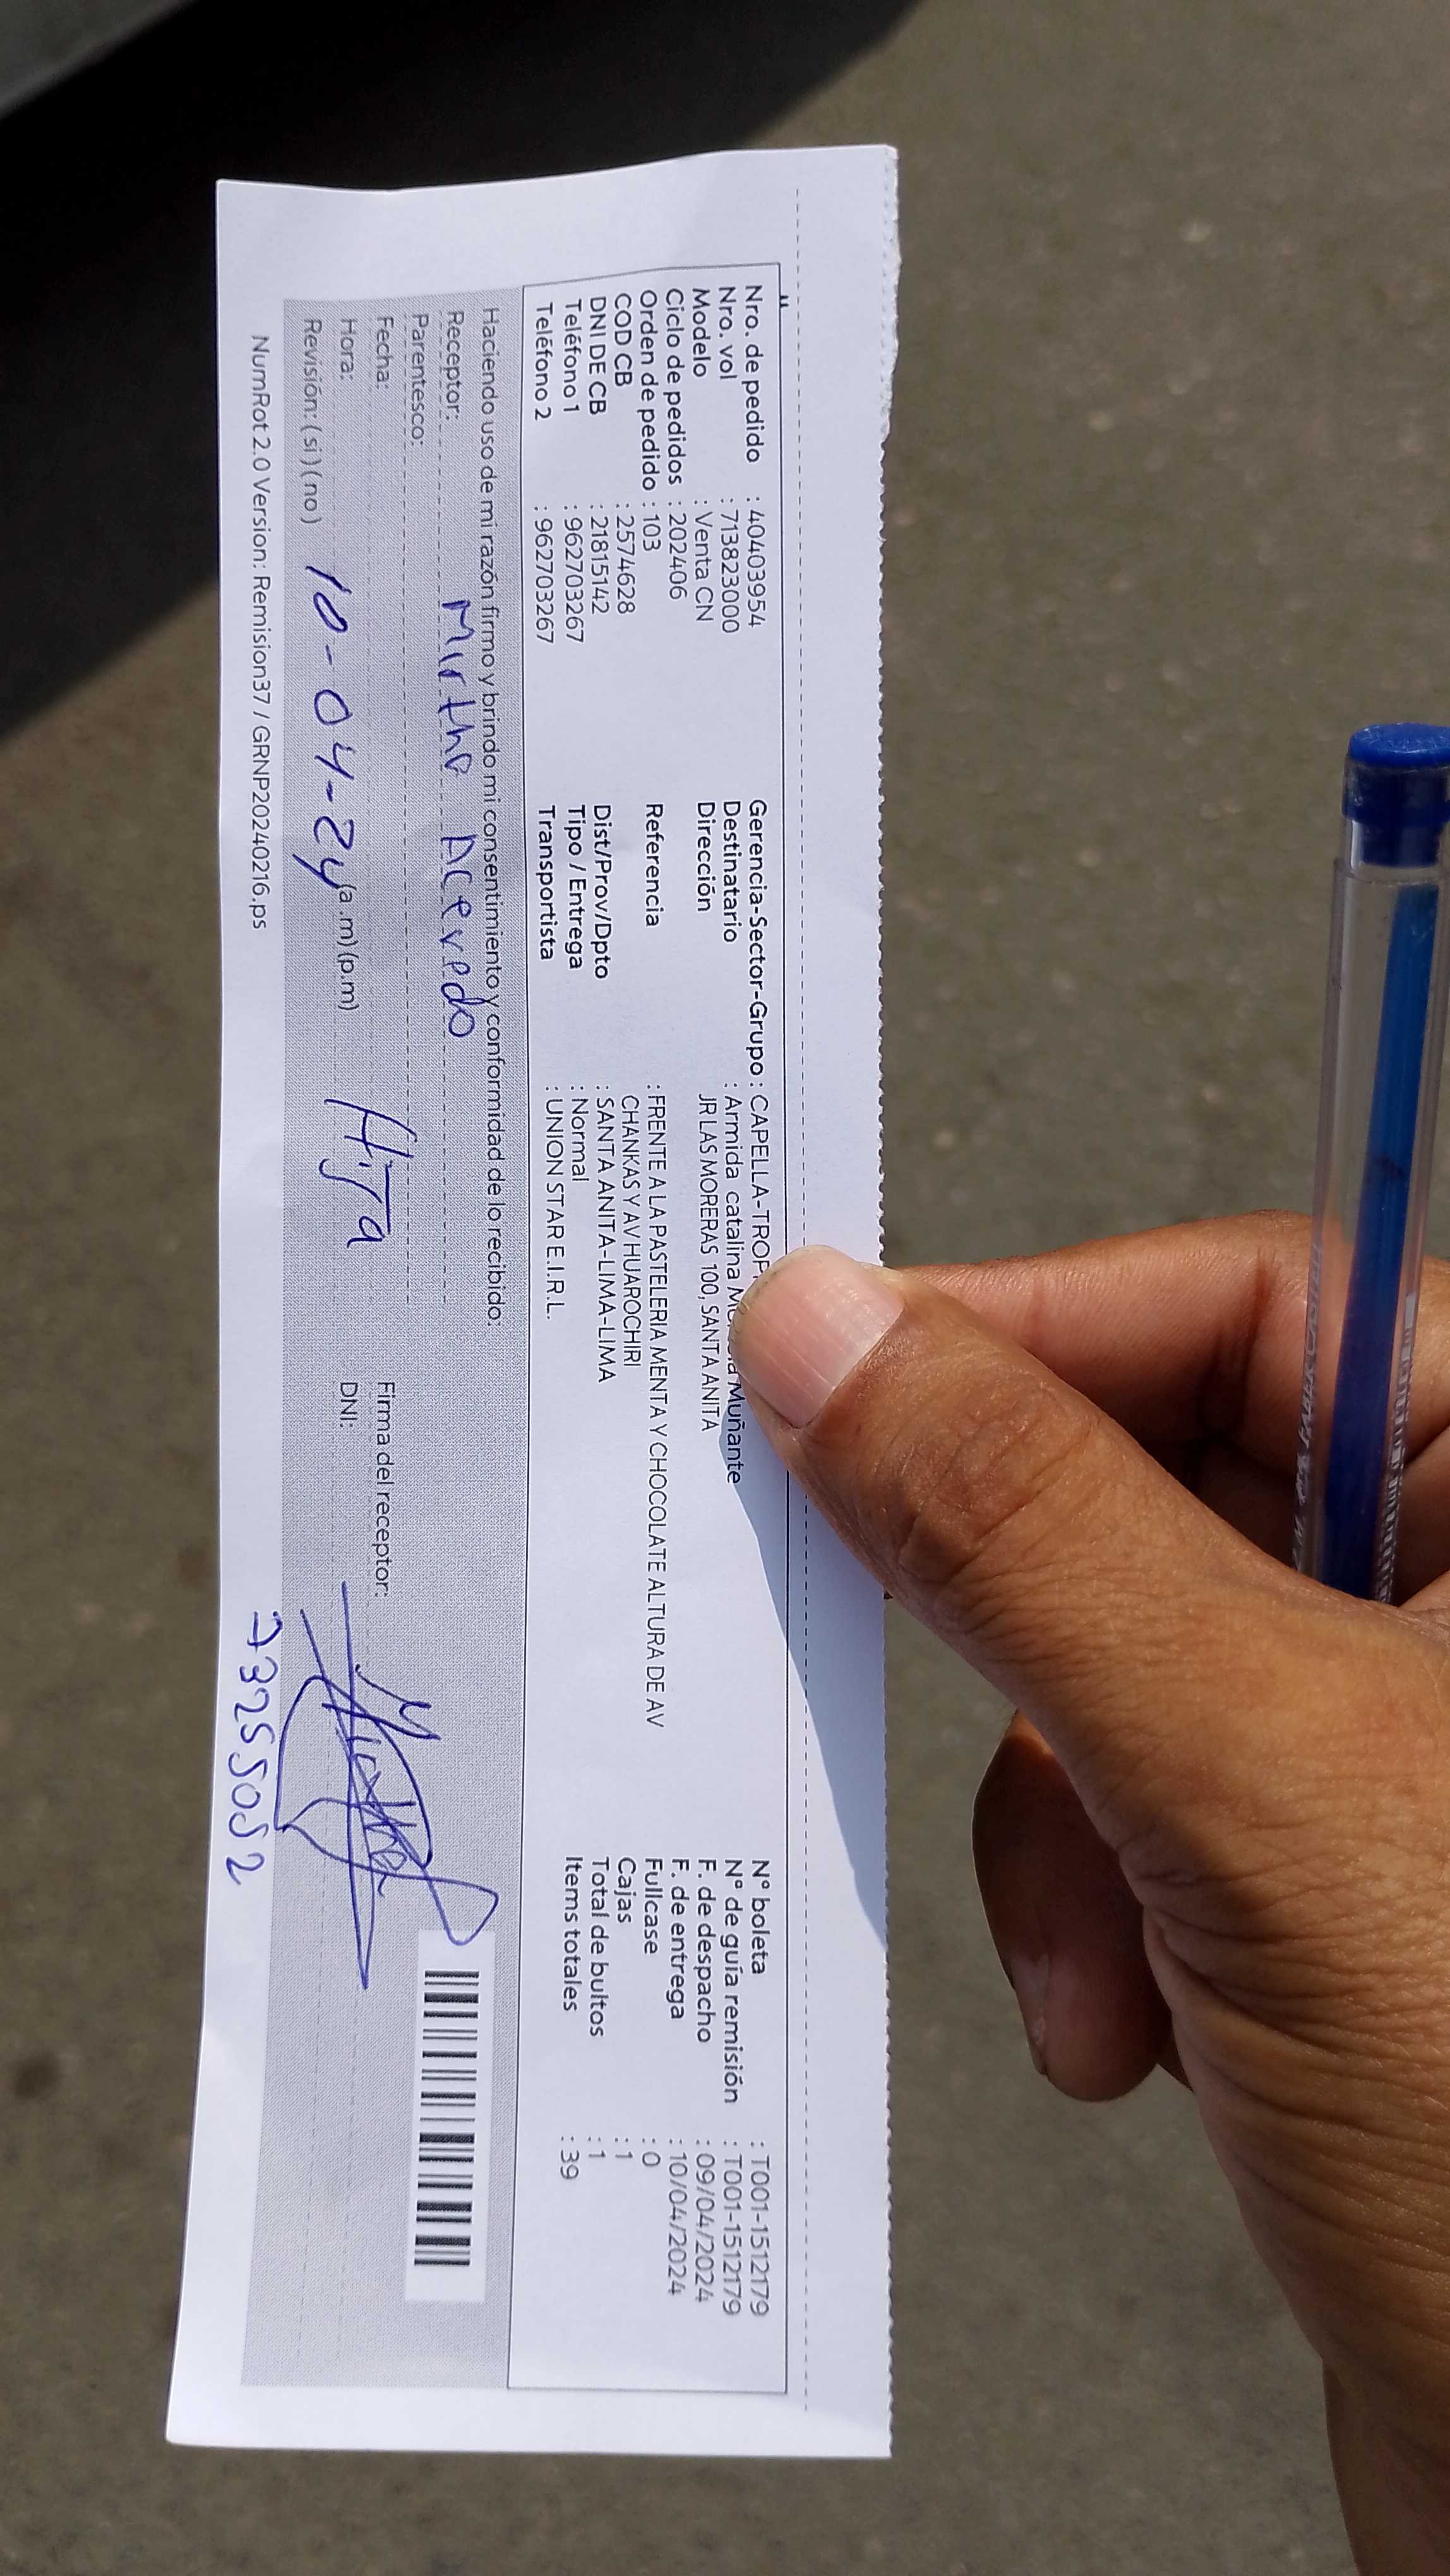 Nro. de pedido : 40403954
Nro. vol : 713823000
Modelo : Venta CN
Ciclo de pedidos : 202406
Orden de pedido : 103
COD CB : 2574628
DNI DE CB : 21815142
Teléfono 1 : 962703267
Teléfono 2 : 962703267
Gerencia-Sector-Grupo : CAPELLA-TROP
Destinatario : Armida catalina Muñante
Dirección JR LAS MORERAS 100, SANTA ANITA
Referencia : FRENTE A LA PASTELERIA MENTA Y CHOCOLATE ALTURA DE AV
CHANKAS Y AV HUAROCHIRI
Dist/Prov/Dpto : SANTA ANITA-LIMA-LIMA
Tipo / Entrega : Normal
Transportista : UNION STAR E.I.R.L.
N° boleta : T001-1512179
N° de guía remisión : T001-1512179
F. de despacho : 09/04/2024
F. de entrega : 10/04/2024
Fullcase : 0
Cajas : 1
Total de bultos : 1
Items totales : 39
Haciendo uso de mi razón firmo y brindo mi consentimiento y conformidad de lo recibido:
Receptor: Mirtha Acevedo
Parentesco:
Fecha:
Hora: (a.m) (p.m)
Revisión: ( si ) ( no )
10-04-24
Hija
Firma del receptor:
DNI:
73255052
NumRot 2.0 Version: Remision37 / GRNP20240216.ps